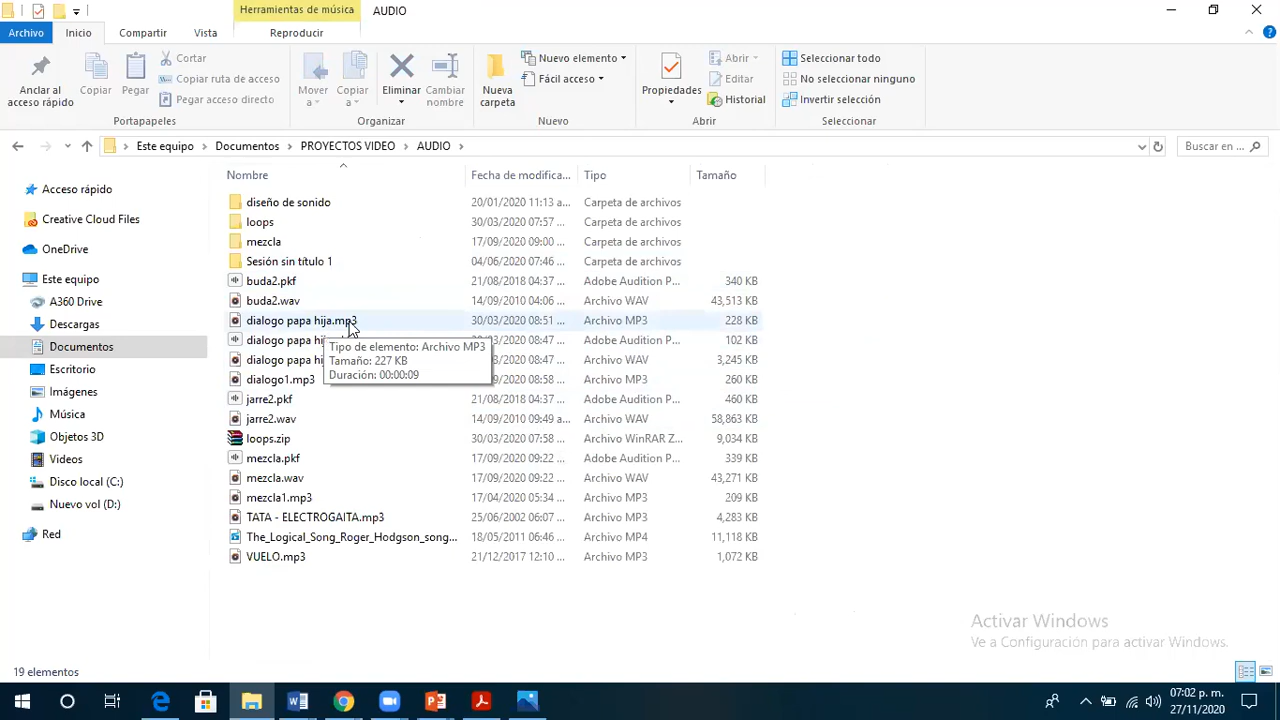 Herramientas de música AUDIO
Archivo Inicio Compartir Vista Reproducir
Anclar al acceso rápido
Copiar
Pegar
Cortar
Copiar ruta de acceso
Pegar acceso directo
Portapapeles
Mover a
Copiar a
Eliminar
Cambiar nombre
Organizar
Nueva carpeta
Nuevo elemento
Fácil acceso
Nuevo
Propiedades
Abrir
Editar
Historial
Abrir
Seleccionar todo
No seleccionar ningún
Invertir selección
Seleccionar
Este equipo Documentos PROYECTOS VIDEO AUDIO
Buscar en ...
Acceso rápido
Creative Cloud Files
OneDrive
Este equipo
A360 Drive
Descargas
Documentos
Escritorio
Imágenes
Música
Objetos 3D
Videos
Disco local (C:)
Nuevo vol (D:)
Red
Nombre Fecha de modifica... Tipo Tamaño
diseño de sonido 20/01/2020 11:13 a... Carpeta de archivos
loops 30/03/2020 07:57 ... Carpeta de archivos
mezcla 17/09/2020 09:00 ... Carpeta de archivos
Sesión sin título 1 04/06/2020 07:46 ... Carpeta de archivos
buda2.pkf 21/08/2018 04:37 ... Adobe Audition P... 340 KB
buda2.wav 14/09/2010 04:06 ... Archivo WAV 43,513 KB
dialogo papa hija.mp3 30/03/2020 08:51 ... Archivo MP3 228 KB
dialogo papa 08:47 ... Adobe Audition P... 102 KB
dialogo papa 08:47 ... Archivo WAV 3,245 KB
dialogo1.mp3 08:58 ... Archivo MP3 260 KB
Tipo de elemento: Archivo MP3
Tamaño: 227 KB
Duración: 00:00:09
jarre2.pkf 21/08/2018 04:37 ... Adobe Audition P... 460 KB
jarre2.wav 14/09/2010 09:49 a... Archivo WAV 58,863 KB
loops.zip 30/03/2020 07:58 ... Archivo WinRAR Z... 9,034 KB
mezcla.pkf 17/09/2020 09:22 ... Adobe Audition P... 339 KB
mezcla.wav 17/09/2020 09:22 ... Archivo WAV 43,271 KB
mezcla1.mp3 17/04/2020 05:34 ... Archivo MP3 209 KB
TATA - ELECTROGAITA.mp3 25/06/2002 06:07 ... Archivo MP3 4,283 KB
The_Logical_Song_Roger_Hodgson_song... 18/05/2011 06:46 ... Archivo MP4 11,118 KB
VUELO.mp3 21/12/2017 12:10 ... Archivo MP3 1,072 KB
Activar Windows
Ve a Configuración para activar Windows.
19 elementos
07:02 p. m.
27/11/2020